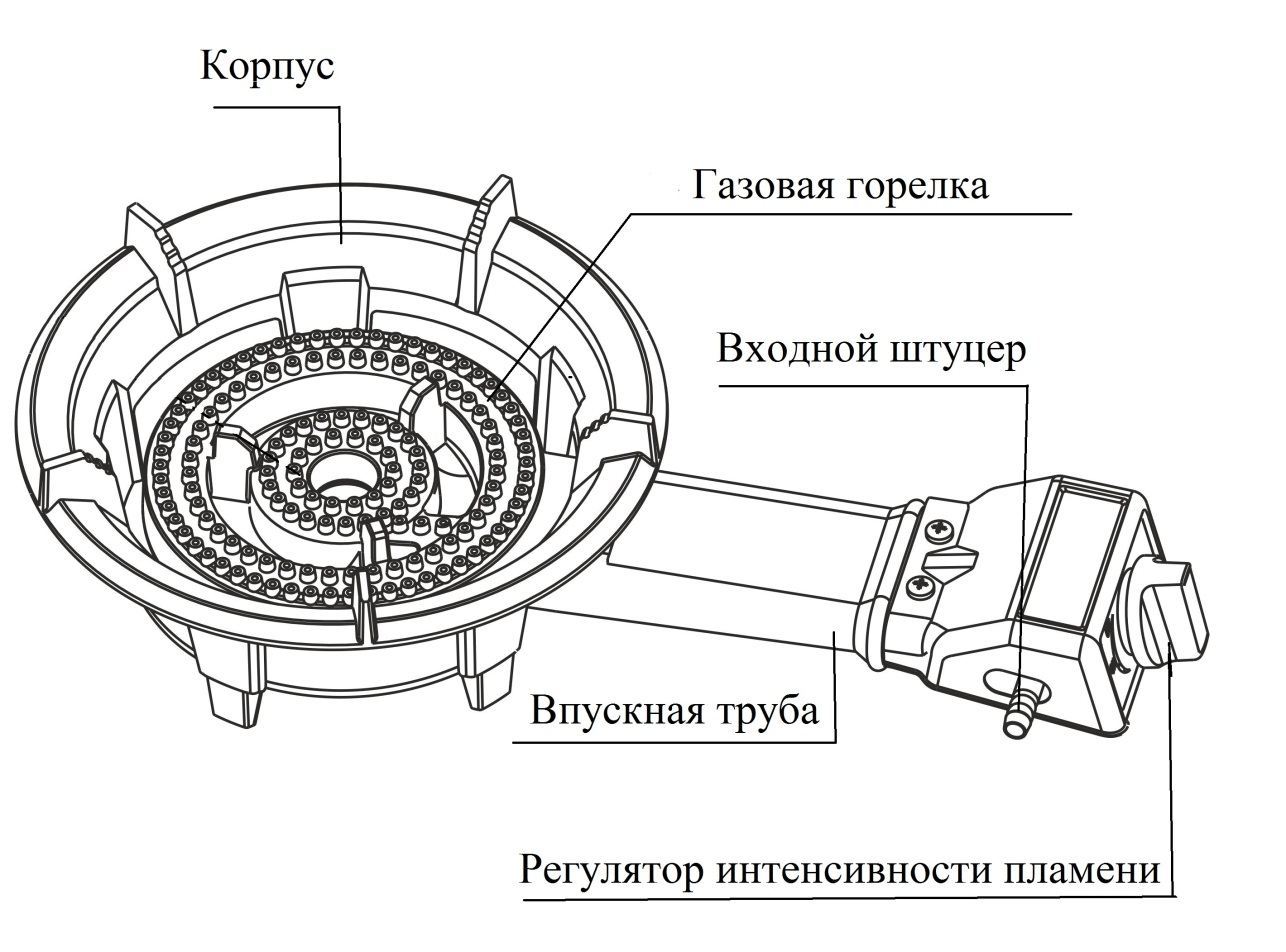 Корпус
Газовая горелка
Входной штуцер
Впускная труба
Регулятор интенсивности пламени